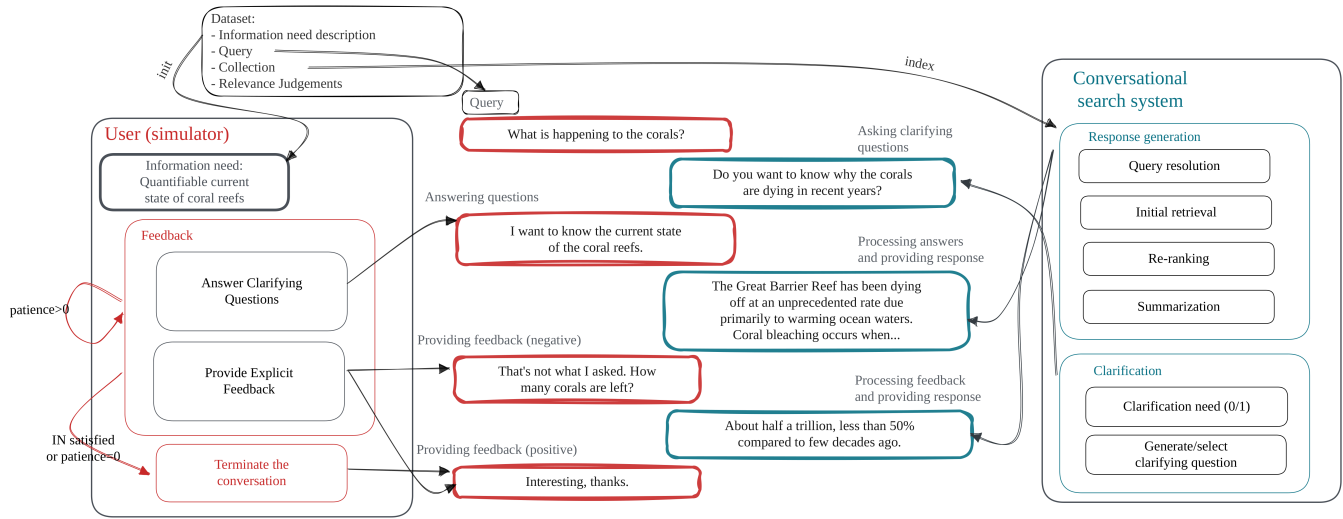 Dataset:
- Information need description
- Query
- Collection
- Relevance Judgements
init
index
Query
User (simulator)
Information need:
Quantifiable current
state of coral reefs
Feedback
Answer Clarifying
Questions
Provide Explicit
Feedback
patience>0
IN satisfied
or patience=0
Terminate the
conversation
What is happening to the corals?
Asking clarifying
questions
Do you want to know why the corals
are dying in recent years?
Answering questions
I want to know the current state
of the coral reefs.
Processing answers
and providing response
The Great Barrier Reef has been dying
off at an unprecedented rate due
primarily to warming ocean waters.
Coral bleaching occurs when...
Providing feedback (negative)
That's not what I asked. How
many corals are left?
Processing feedback
and providing response
About half a trillion, less than 50%
compared to few decades ago.
Providing feedback (positive)
Interesting, thanks.
Conversational
search system
Response generation
Query resolution
Initial retrieval
Re-ranking
Summarization
Clarification
Clarification need (0/1)
Generate/select
clarifying question